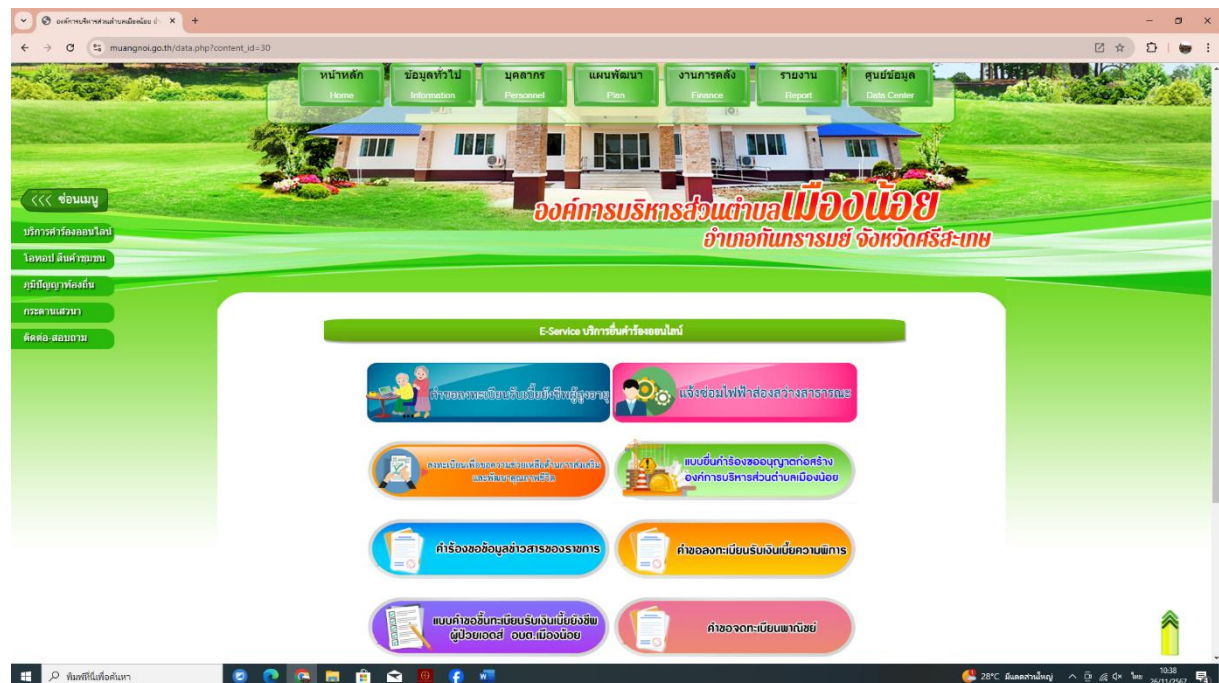 องค์การบริหารส่วนตำบลเมืองน้อย อำ
muangnoi.go.th/data.php?content_id=30
หน้าหลัก ข้อมูลทั่วไป บุคลากร แผนพัฒนา งานการคลัง รายงาน ศูนย์ข้อมูล
Home Information Personnel Plan Finance Report Data Center
<<< ซ่อนเมนู
บริการคำร้องออนไลน์
โอทอป สินค้าชุมชน
ภูมิปัญญาท้องถิ่น
กระดานเสวนา
ติดต่อ-สอบถาม
องค์การบริหารส่วนตำบลเมืองน้อย
อำเภอกันทรารมย์ จังหวัดศรีสะเกษ
E-Service บริการยื่นคำร้องออนไลน์
คำขอลงทะเบียนรับเบี้ยยังชีพผู้สูงอายุ
แจ้งซ่อมไฟฟ้าส่องสว่างสาธารณะ
ลงทะเบียนเพื่อขอความช่วยเหลือด้านการส่งเสริม
และพัฒนาคุณภาพชีวิต
แบบยื่นคำร้องขออนุญาตก่อสร้าง
องค์การบริหารส่วนตำบลเมืองน้อย
คำร้องขอข้อมูลข่าวสารของราชการ
คำขอลงทะเบียนรับเงินเบี้ยความพิการ
แบบคำขอขึ้นทะเบียนรับเงินเบี้ยยังชีพ
ผู้ป่วยเอดส์ อบต.เมืองน้อย
คำขอจดทะเบียนพาณิชย์
พิมพ์ที่นี่เพื่อค้นหา
28°C มีแดดส่วนใหญ่
ไทย
10:38
26/11/2567